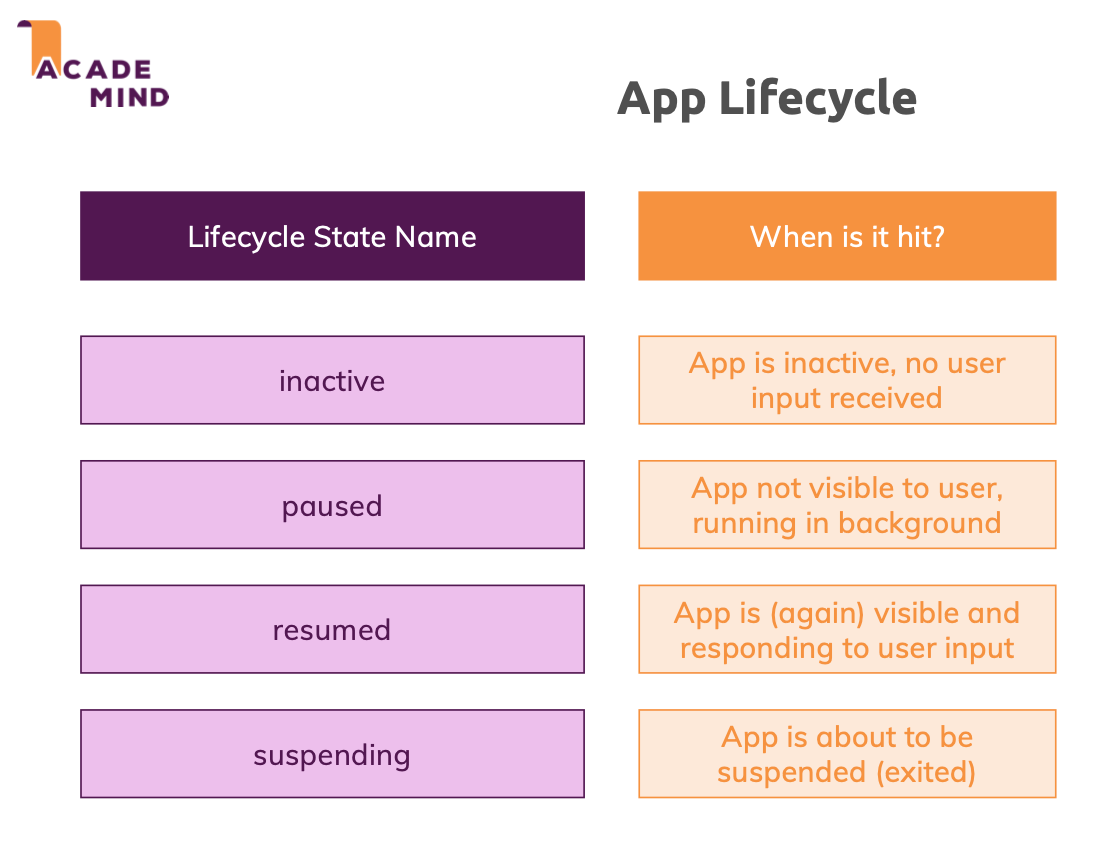 ACADE
MIND
App Lifecycle
Lifecycle State Name
When is it hit?
inactive
App is inactive, no user
input received
paused
App not visible to user,
running in background
resumed
App is (again) visible and
responding to user input
suspending
App is about to be
suspended (exited)